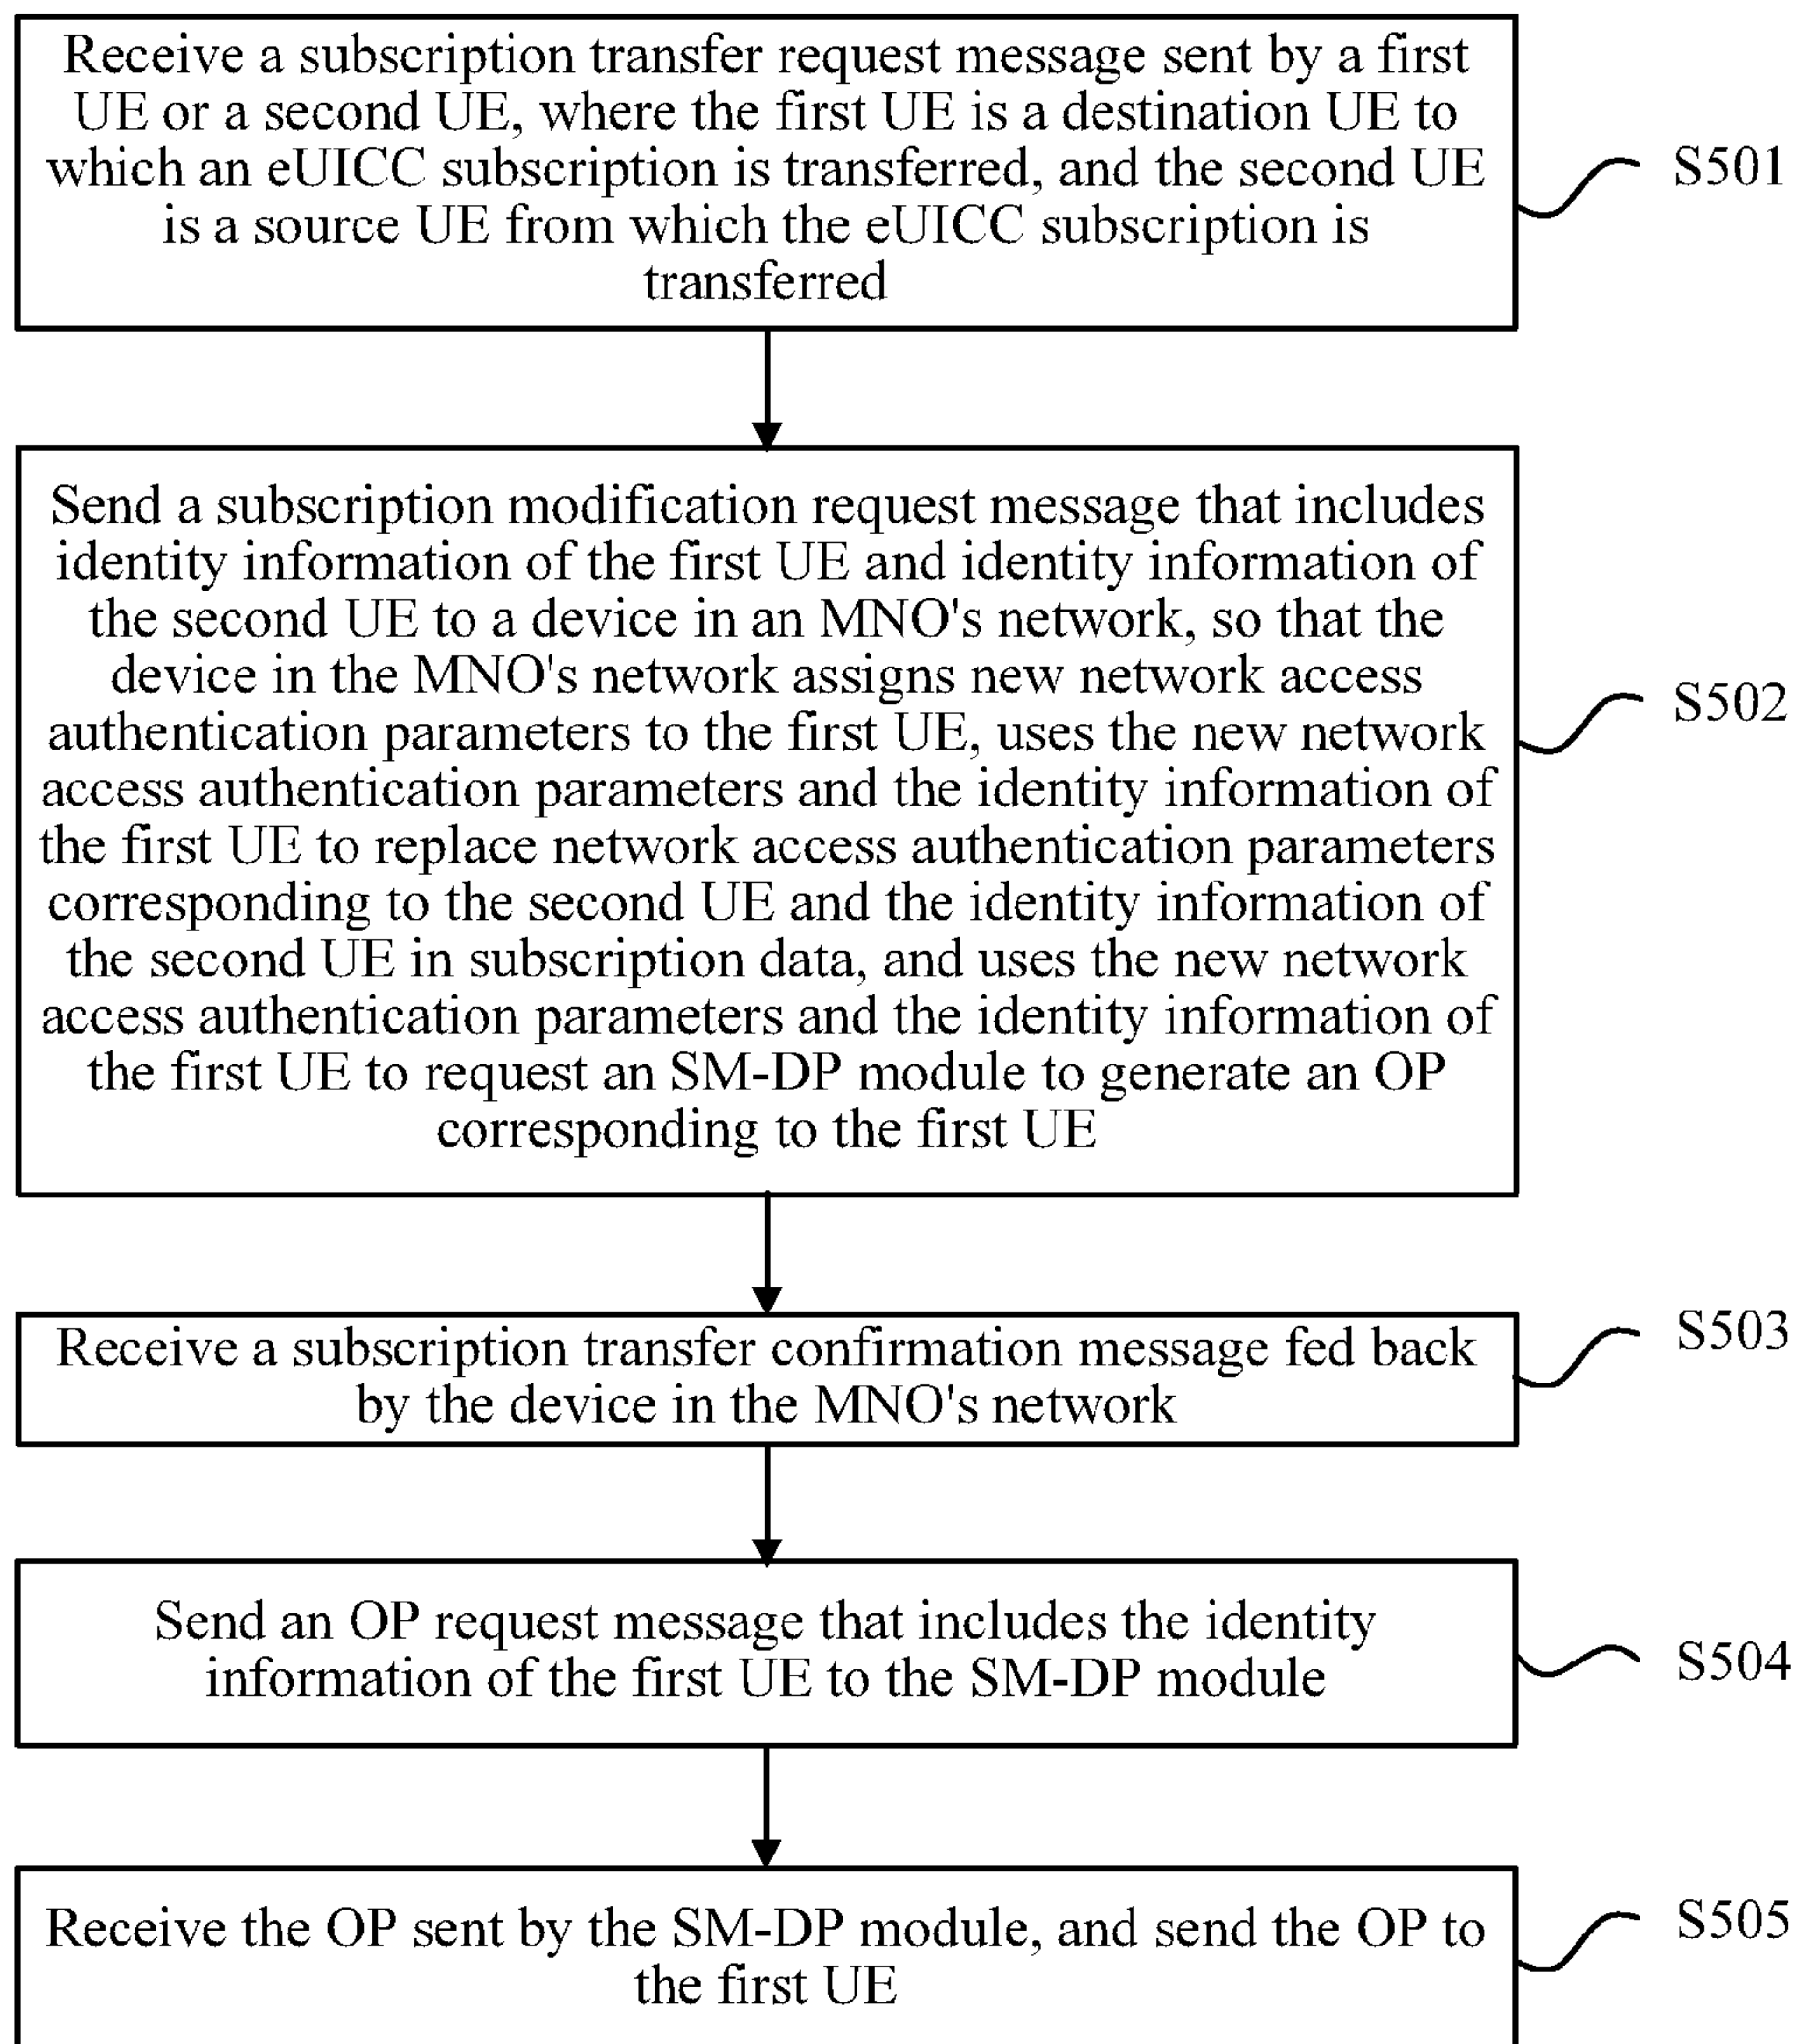 Receive a subscription transfer request message sent by a first
UE or a second UE, where the first UE is a destination UE to
which an eUICC subscription is transferred, and the second UE
is a source UE from which the eUICC subscription is
transferred
S501
Send a subscription modification request message that includes
identity information of the first UE and identity information of
the second UE to a device in an MNO's network, so that the
device in the MNO's network assigns new network access
authentication parameters to the first UE, uses the new network
access authentication parameters and the identity information of
the first UE to replace network access authentication parameters
corresponding to the second UE and the identity information of
the second UE in subscription data, and uses the new network
access authentication parameters and the identity information of
the first UE to request an SM-DP module to generate an OP
corresponding to the first UE
S502
Receive a subscription transfer confirmation message fed back
by the device in the MNO's network
S503
Send an OP request message that includes the identity
information of the first UE to the SM-DP module
S504
Receive the OP sent by the SM-DP module, and send the OP to
the first UE
S505